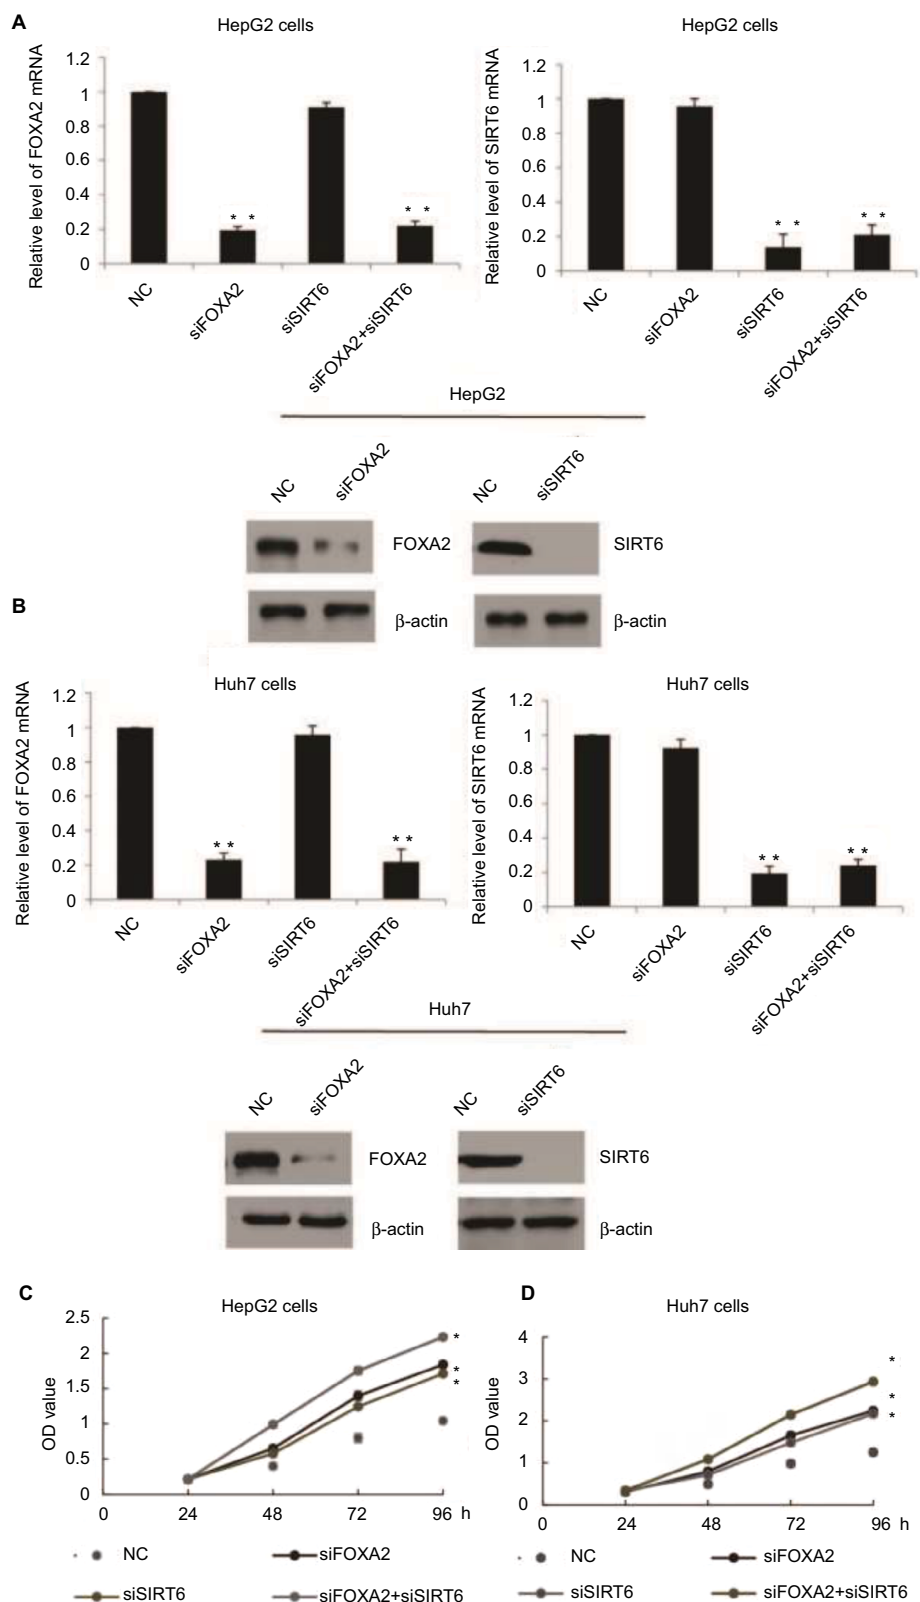 A
HepG2 cells
HepG2 cells
Relative level of FOXA2 mRNA
1.2
1
0.8
0.6
0.4
0.2
0
* *
* *
NC
siFOXA2
siSIRT6
siFOXA2+siSIRT6
Relative level of SIRT6 mRNA
1.2
1
0.8
0.6
0.4
0.2
0
* *
* *
NC
siFOXA2
siSIRT6
siFOXA2+siSIRT6
HepG2
NC
siFOXA2
NC
siSIRT6
FOXA2
SIRT6
β-actin
β-actin
B
Huh7 cells
Huh7 cells
Relative level of FOXA2 mRNA
1.2
1
0.8
0.6
0.4
0.2
0
* *
* *
NC
siFOXA2
siSIRT6
siFOXA2+siSIRT6
Relative level of SIRT6 mRNA
1.2
1
0.8
0.6
0.4
0.2
0
* *
* *
NC
siFOXA2
siSIRT6
siFOXA2+siSIRT6
Huh7
NC
siFOXA2
NC
siSIRT6
FOXA2
SIRT6
β-actin
β-actin
C
HepG2 cells
OD value
2.5
2
1.5
1
0.5
0
*
*
*
0 24 48 72 96 h
NC
siFOXA2
siSIRT6
siFOXA2+siSIRT6
D
Huh7 cells
OD value
4
3
2
1
0
*
*
*
0 24 48 72 96 h
NC
siFOXA2
siSIRT6
siFOXA2+siSIRT6